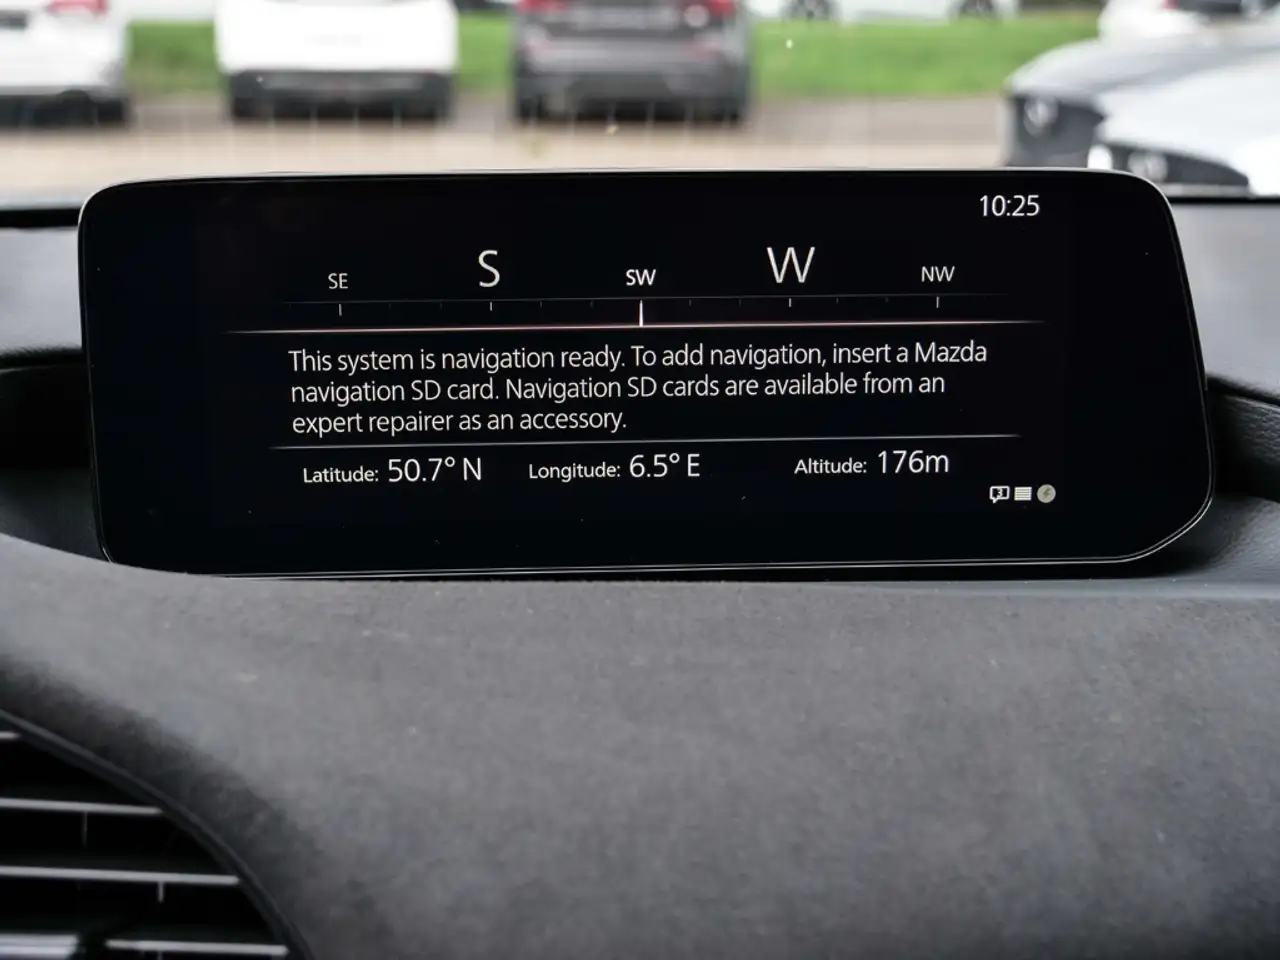 10:25
SE S SW W NW
This system is navigation ready. To add navigation, insert a Mazda
navigation SD card. Navigation SD cards are available from an
expert repairer as an accessory.
Latitude: 50.7° N Longitude: 6.5° E Altitude: 176m
3